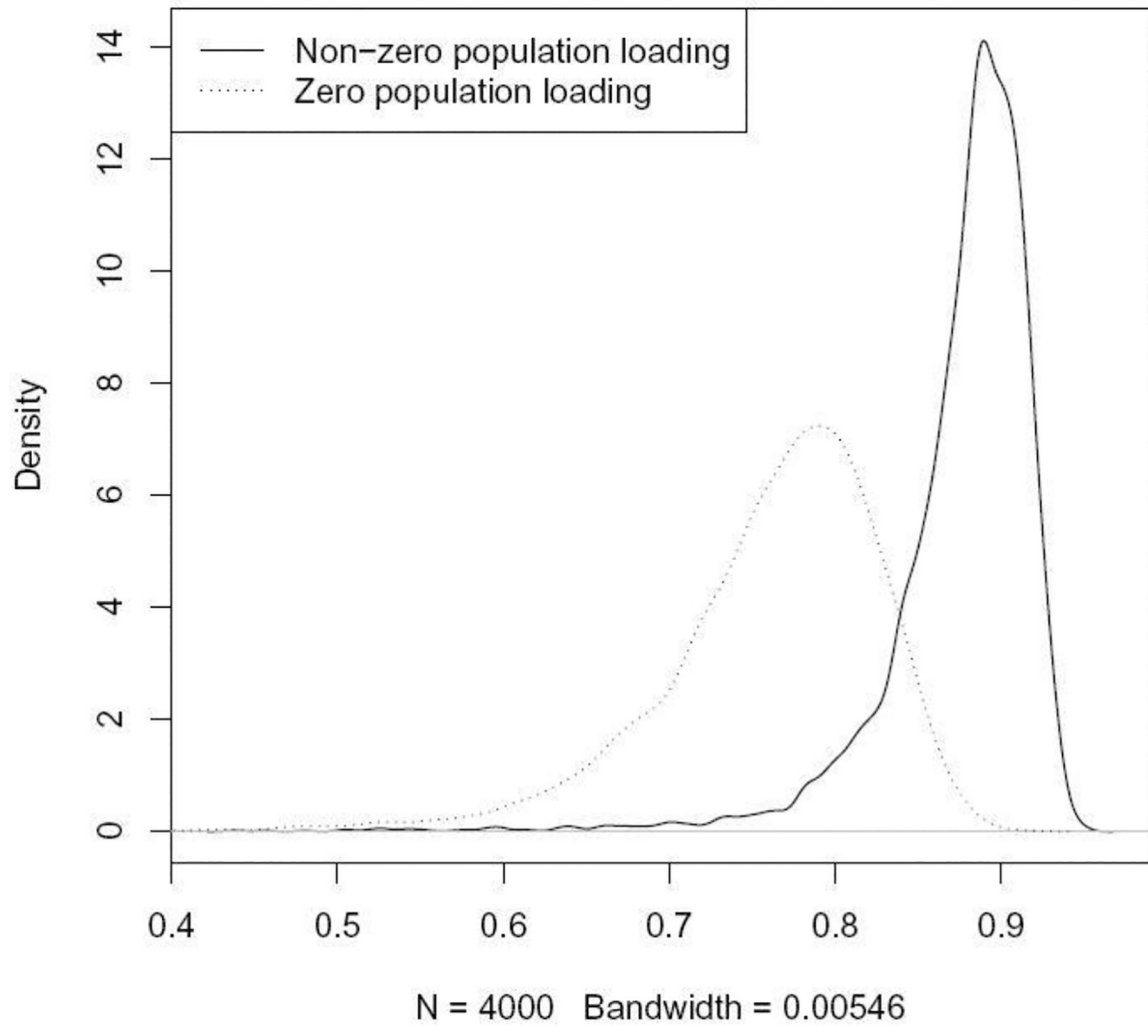 Non−zero population loading
Zero population loading
14
12
10
8
6
4
2
0
Density
0.4 0.5 0.6 0.7 0.8 0.9
N = 4000 Bandwidth = 0.00546